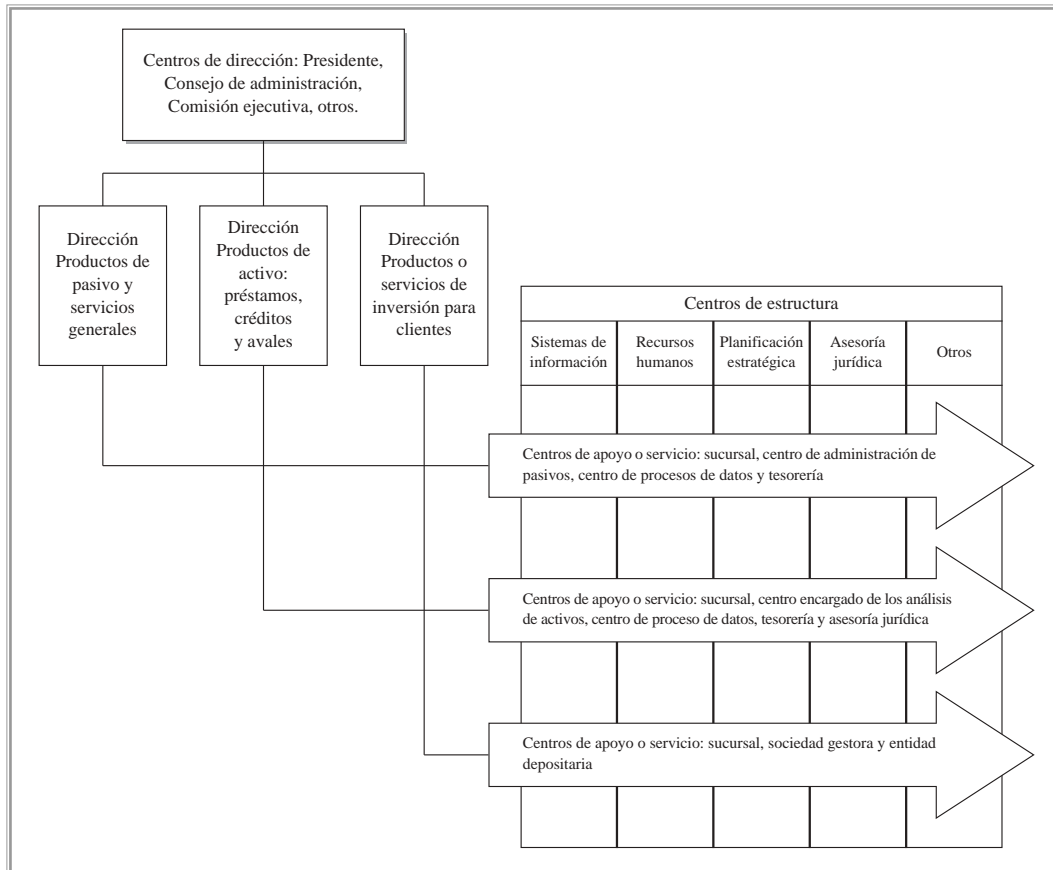 Centros de dirección: Presidente,
Consejo de administración,
Comisión ejecutiva, otros.
Dirección
Productos de
pasivo y
servicios
generales
Dirección
Productos de
activo:
préstamos,
créditos
y avales
Dirección
Productos o
servicios de
inversión para
clientes
Centros de estructura
Sistemas de
información
Recursos
humanos
Planificación
estratégica
Asesoría
jurídica
Otros
Centros de apoyo o servicio: sucursal, centro de administración de
pasivos, centro de procesos de datos y tesorería
Centros de apoyo o servicio: sucursal, centro encargado de los análisis
de activos, centro de proceso de datos, tesorería y asesoría jurídica
Centros de apoyo o servicio: sucursal, sociedad gestora y entidad
depositaria